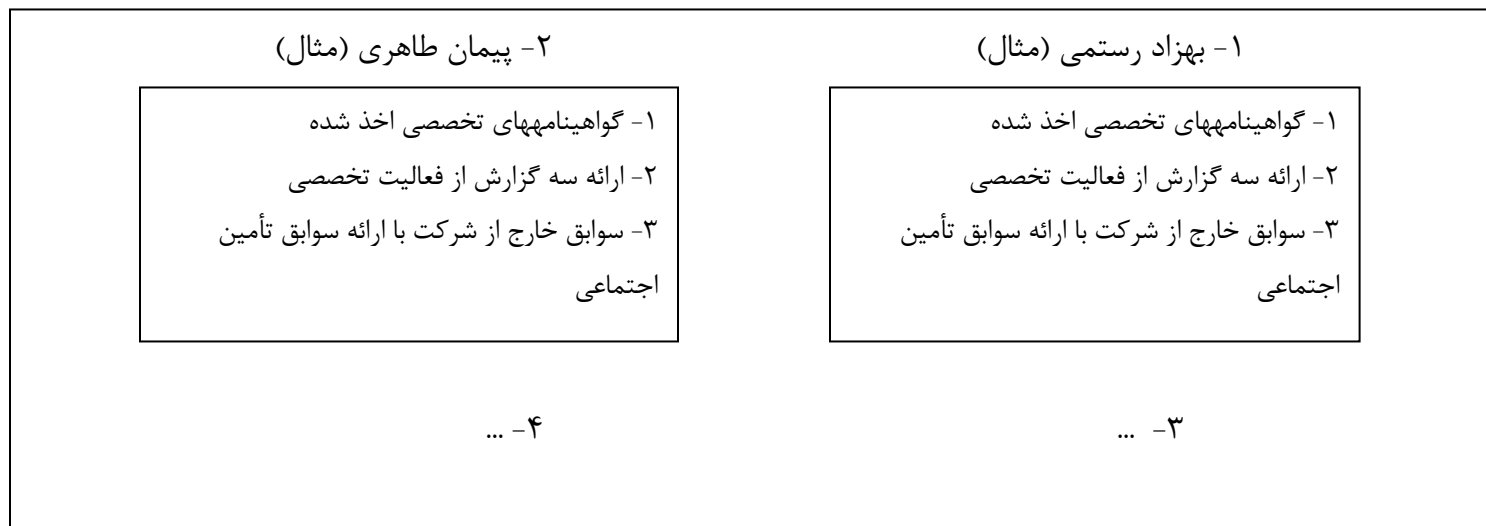 ۱- بهزاد رستمی (مثال)
۱- گواهینامههای تخصصی اخذ شده
۲- ارائه سه گزارش از فعالیت تخصصی
۳- سوابق خارج از شرکت با ارائه سوابق تأمین
اجتماعی
۲- پیمان طاهری (مثال)
۱- گواهینامههای تخصصی اخذ شده
۲- ارائه سه گزارش از فعالیت تخصصی
۳- سوابق خارج از شرکت با ارائه سوابق تأمین
اجتماعی
۳- ...
۴- ...